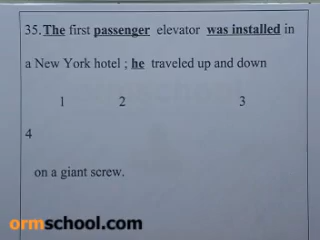 35. The first passenger elevator was installed in
a New York hotel ; he traveled up and down
1 2 3
4
on a giant screw.
ormschool.com